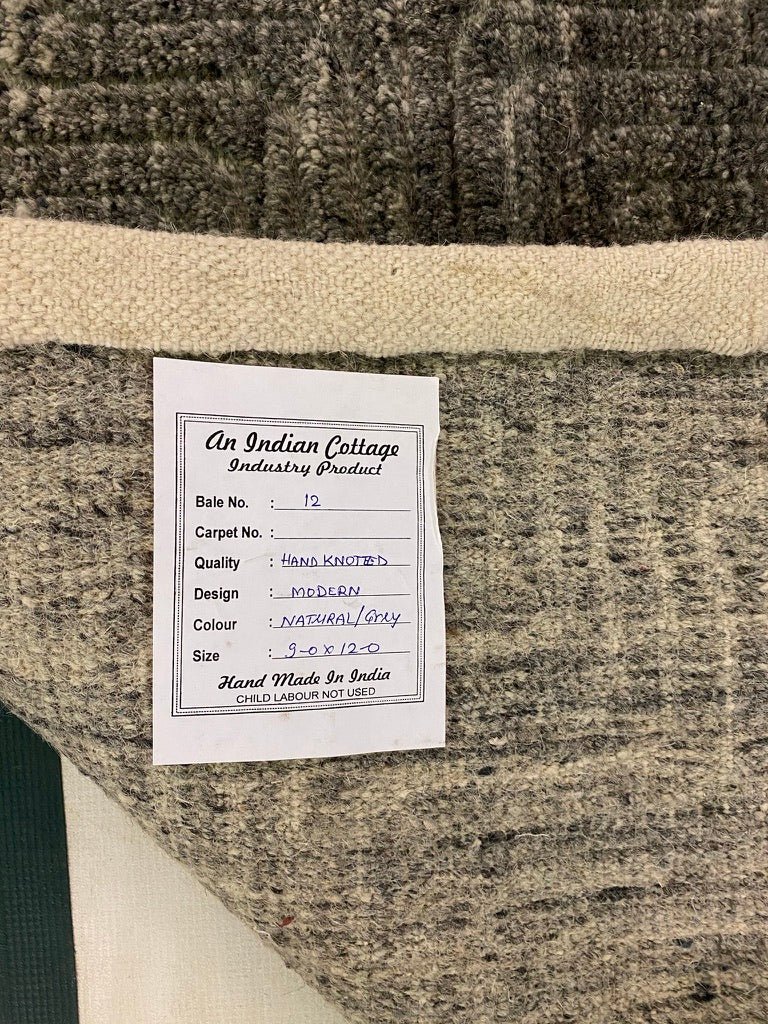 An Indian Cottage
Industry Product
Bale No. : 12
Carpet No. :
Quality : HAND KNOTTED
Design : MODERN
Colour : NATURAL/Grey
Size : 9-0 x 12-0
Hand Made In India
CHILD LABOUR NOT USED